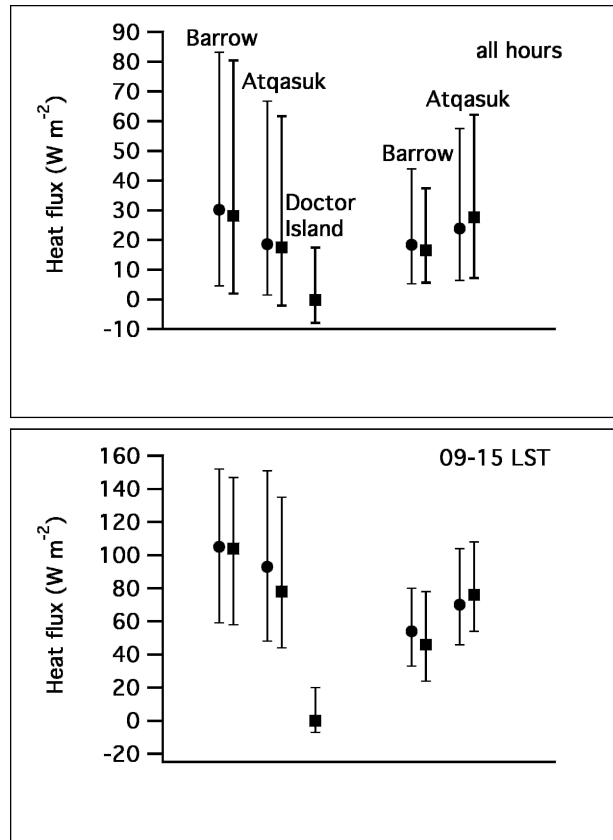 90
80
70
60
50
40
30
20
10
0
-10
Heat flux (W m-2)
Barrow
Atqasuk
Doctor
Island
all hours
Atqasuk
Barrow
160
140
120
100
80
60
40
20
0
-20
Heat flux (W m-2)
09-15 LST